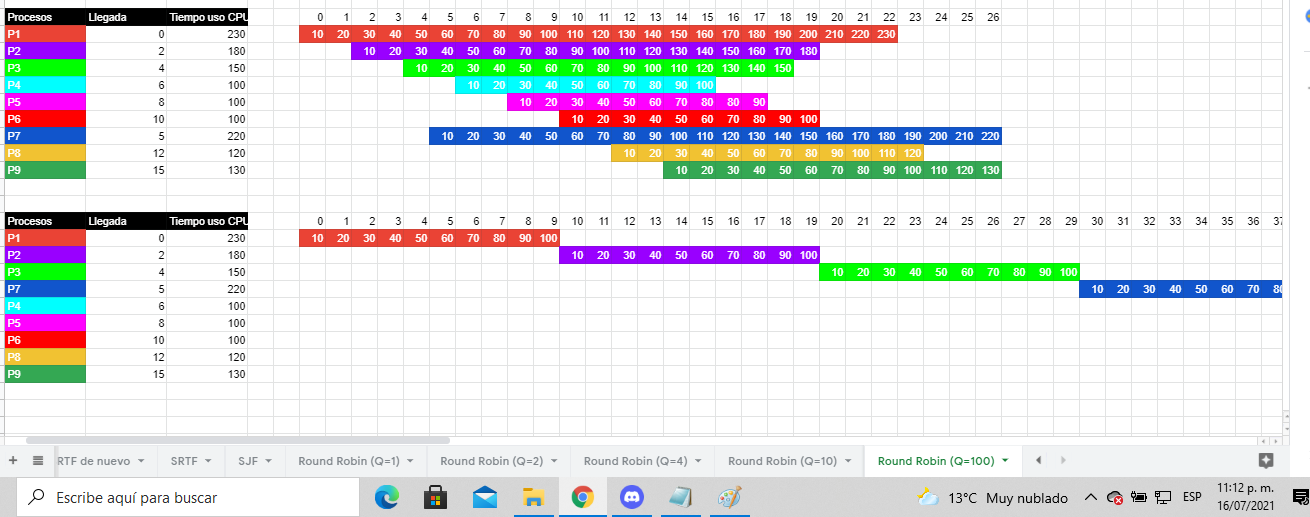 Procesos Llegada Tiempo uso CPU 0 1 2 3 4 5 6 7 8 9 10 11 12 13 14 15 16 17 18 19 20 21 22 23 24 25 26
P1 0 230 10 20 30 40 50 60 70 80 90 100 110 120 130 140 150 160 170 180 190 200 210 220 230
P2 2 180 10 20 30 40 50 60 70 80 90 100 110 120 130 140 150 160 170 180
P3 4 150 10 20 30 40 50 60 70 80 90 100 110 120 130 140 150
P4 6 100 10 20 30 40 50 60 70 80 90 100
P5 8 100 10 20 30 40 50 60 70 80 80 90
P6 10 100 10 20 30 40 50 60 70 80 90 100
P7 5 220 10 20 30 40 50 60 70 80 90 100 110 120 130 140 150 160 170 180 190 200 210 220
P8 12 120 10 20 30 40 50 60 70 80 90 100 110 120
P9 15 130 10 20 30 40 50 60 70 80 90 100 110 120 130
Procesos Llegada Tiempo uso CPU 0 1 2 3 4 5 6 7 8 9 10 11 12 13 14 15 16 17 18 19 20 21 22 23 24 25 26 27 28 29 30 31 32 33 34 35 36 37
P1 0 230 10 20 30 40 50 60 70 80 90 100
P2 2 180 10 20 30 40 50 60 70 80 90 100
P3 4 150 10 20 30 40 50 60 70 80 90 100
P7 5 220 10 20 30 40 50 60 70 80
P4 6 100
P5 8 100
P6 10 100
P8 12 120
P9 15 130
RTF de nuevo SRTF SJF Round Robin (Q=1) Round Robin (Q=2) Round Robin (Q=4) Round Robin (Q=10) Round Robin (Q=100)
Escribe aquí para buscar 13°C Muy nublado ESP 11:12 p. m.
16/07/2021